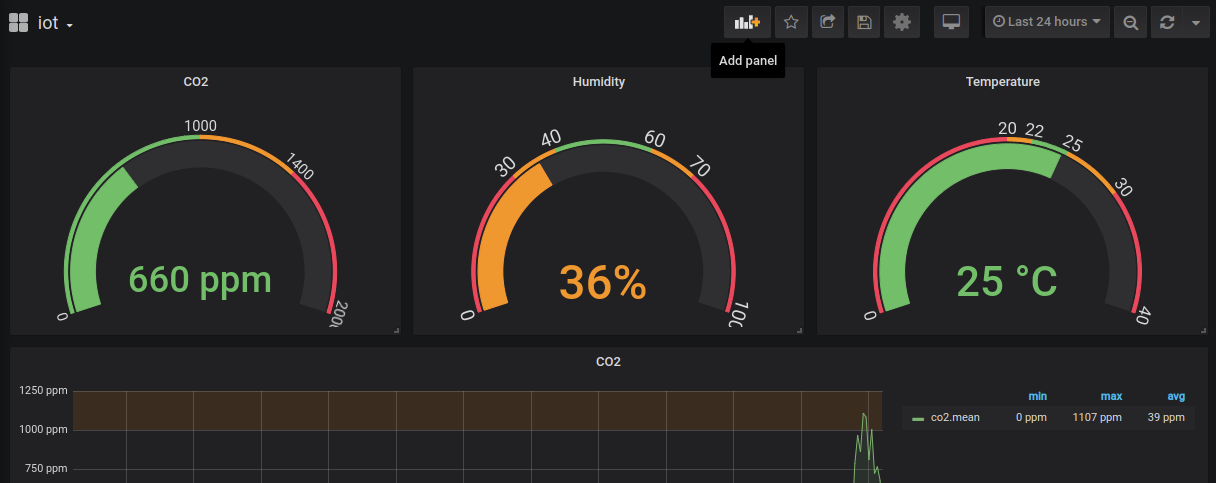 iot
Last 24 hours
Add panel
CO2
0
1000
1400
660 ppm
Humidity
0
30
40
60
70
100
36%
Temperature
0
20
22
25
30
40
25 °C
CO2
1250 ppm
1000 ppm
750 ppm
min max avg
co2.mean 0 ppm 1107 ppm 39 ppm